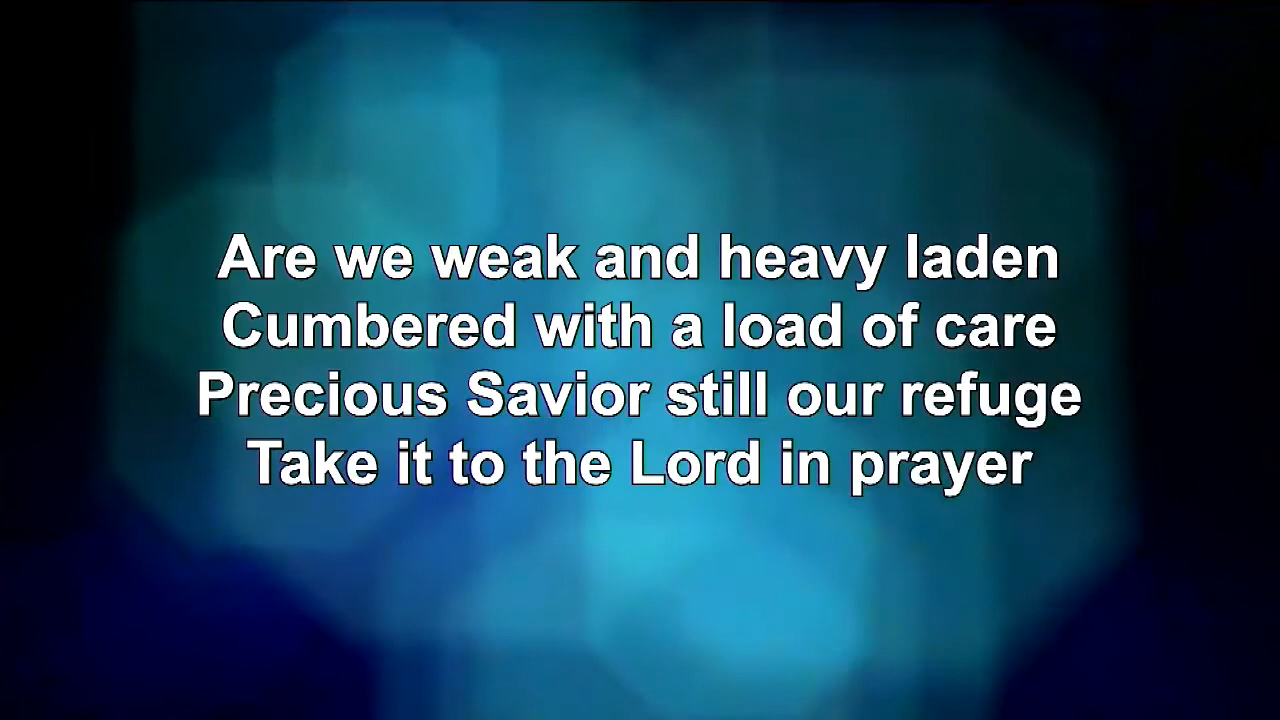 Are we weak and heavy laden
Cumbered with a load of care
Precious Savior still our refuge
Take it to the Lord in prayer